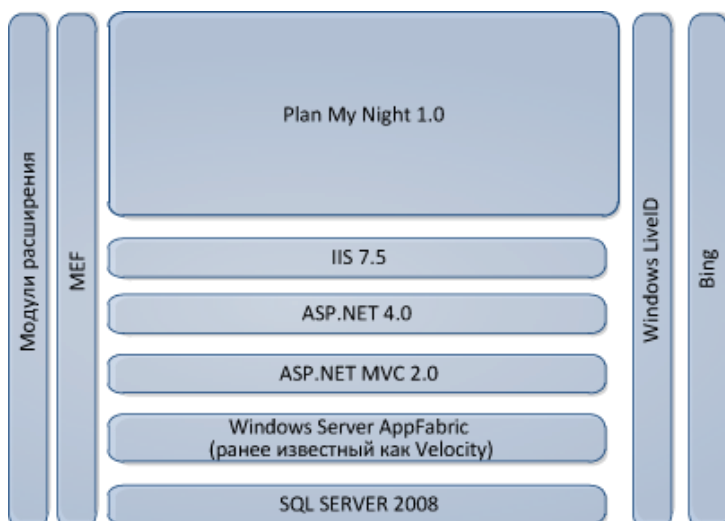 Модули расширения
MEF
Plan My Night 1.0
IIS 7.5
ASP.NET 4.0
ASP.NET MVC 2.0
Windows Server AppFabric
(ранее известный как Velocity)
SQL SERVER 2008
Windows LiveID
Bing